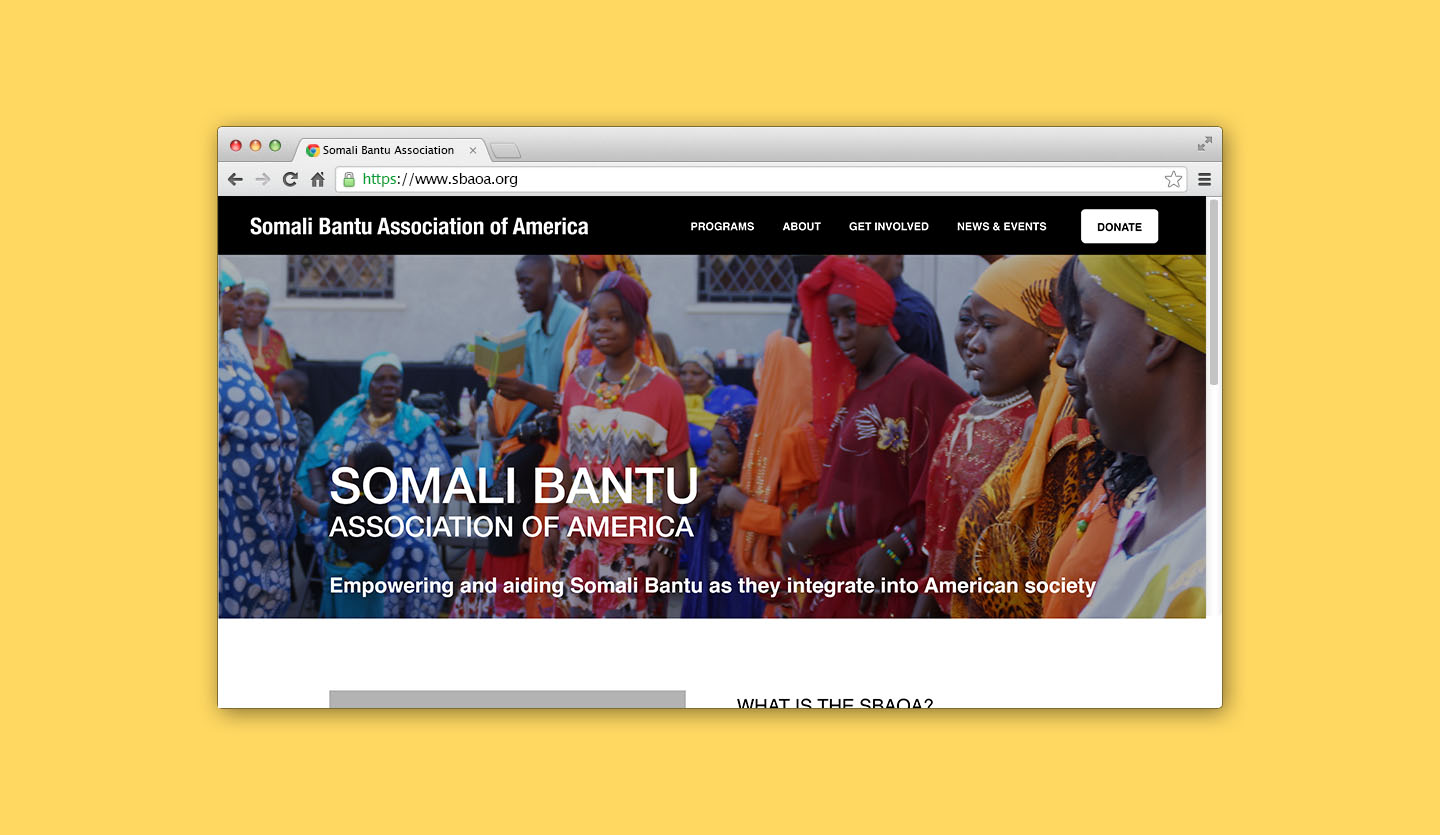 Somali Bantu Association
https://www.sbaoa.org
Somali Bantu Association of America
PROGRAMS
ABOUT
GET INVOLVED
NEWS & EVENTS
DONATE
SOMALI BANTU
ASSOCIATION OF AMERICA
Empowering and aiding Somali Bantu as they integrate into American society
WHAT IS THE SBAOA?